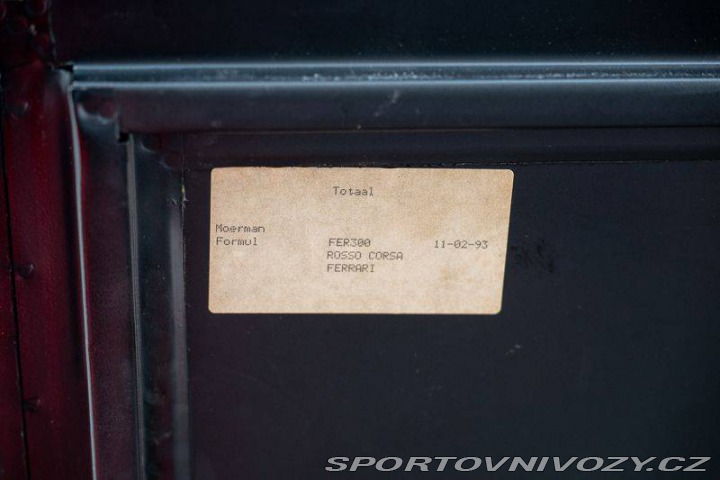 Totaal
Moerman
Formul FER300 11-02-93
ROSSO CORSA
FERRARI
SPORTOVNIVOZY.CZ